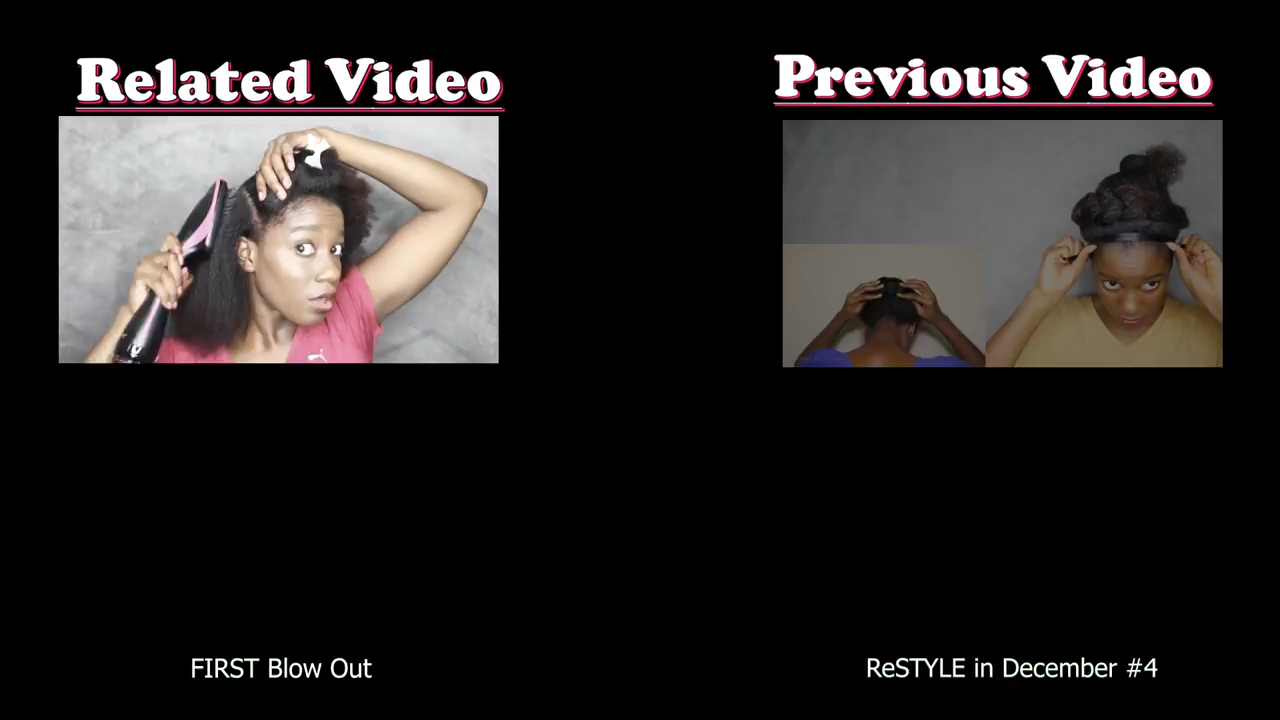 Related Video
Previous Video
FIRST Blow Out
ReSTYLE in December #4